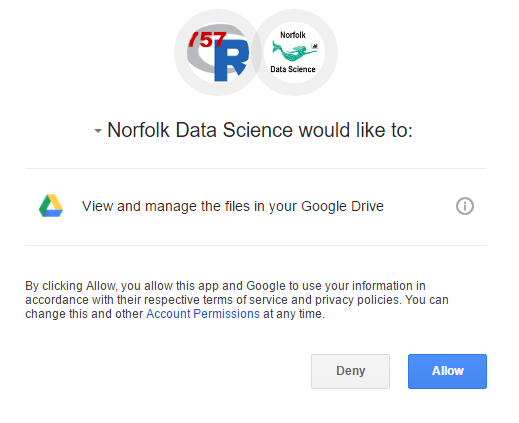 757
R
Norfolk
Data Science
Norfolk Data Science would like to:
View and manage the files in your Google Drive
By clicking Allow, you allow this app and Google to use your information in
accordance with their respective terms of service and privacy policies. You can
change this and other Account Permissions at any time.
Deny
Allow